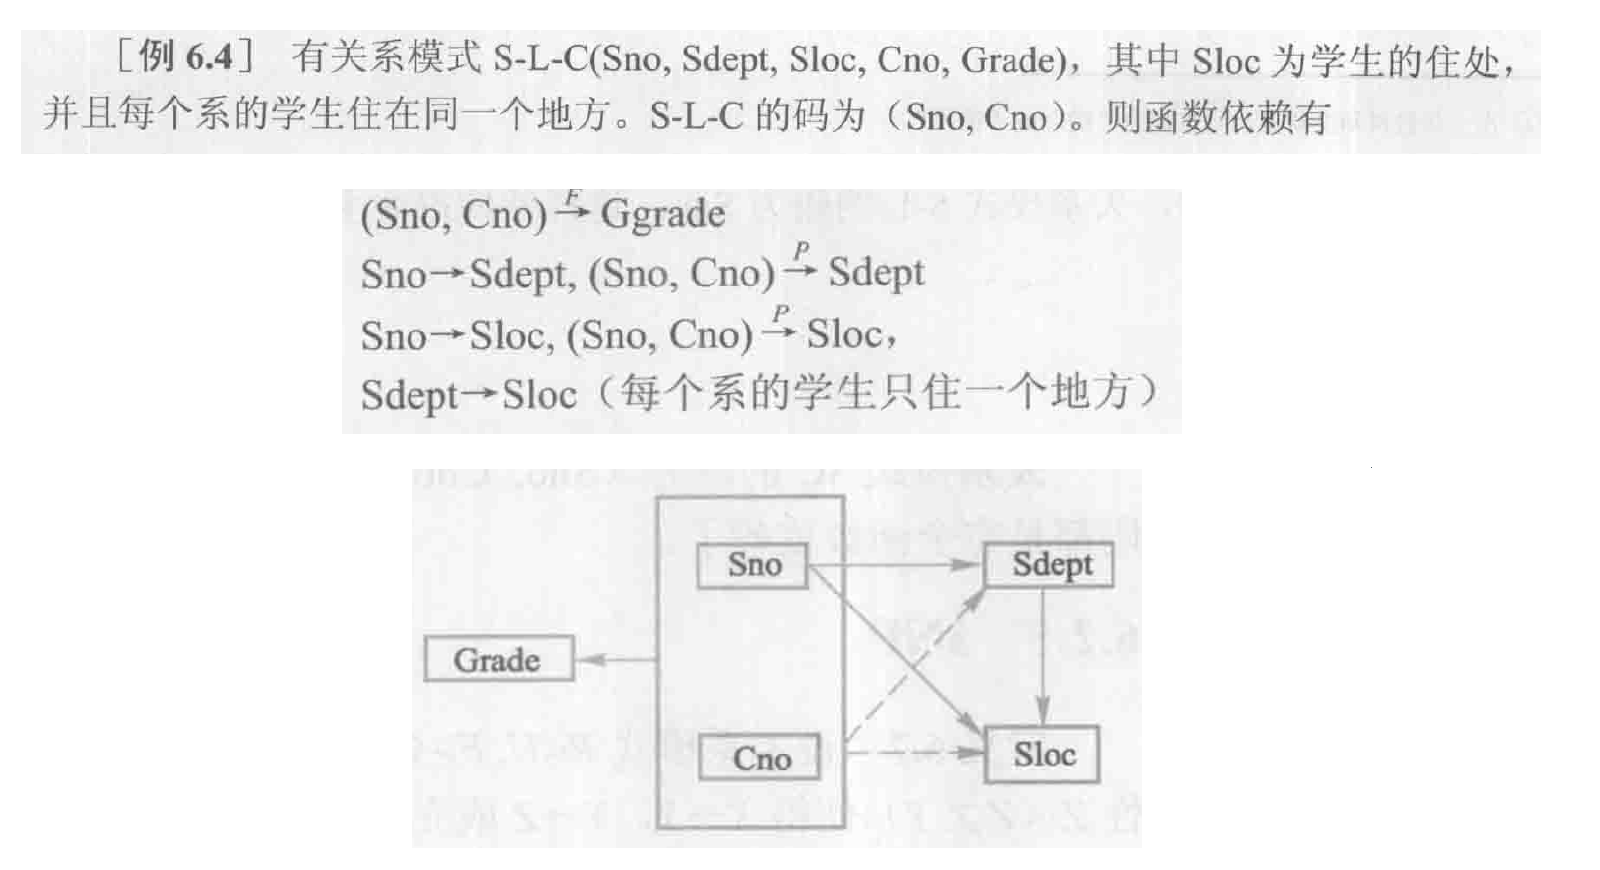 ［例 6.4］ 有关系模式 S-L-C(Sno, Sdept, Sloc, Cno, Grade)，其中 Sloc 为学生的住处，
并且每个系的学生住在同一个地方。S-L-C 的码为（Sno, Cno）。则函数依赖有
F
(Sno, Cno)→Ggrade
P
Sno→Sdept, (Sno, Cno)→Sdept
P
Sno→Sloc, (Sno, Cno)→Sloc，
Sdept→Sloc（每个系的学生只住一个地方）
Sno
Sdept
Grade
Cno
Sloc